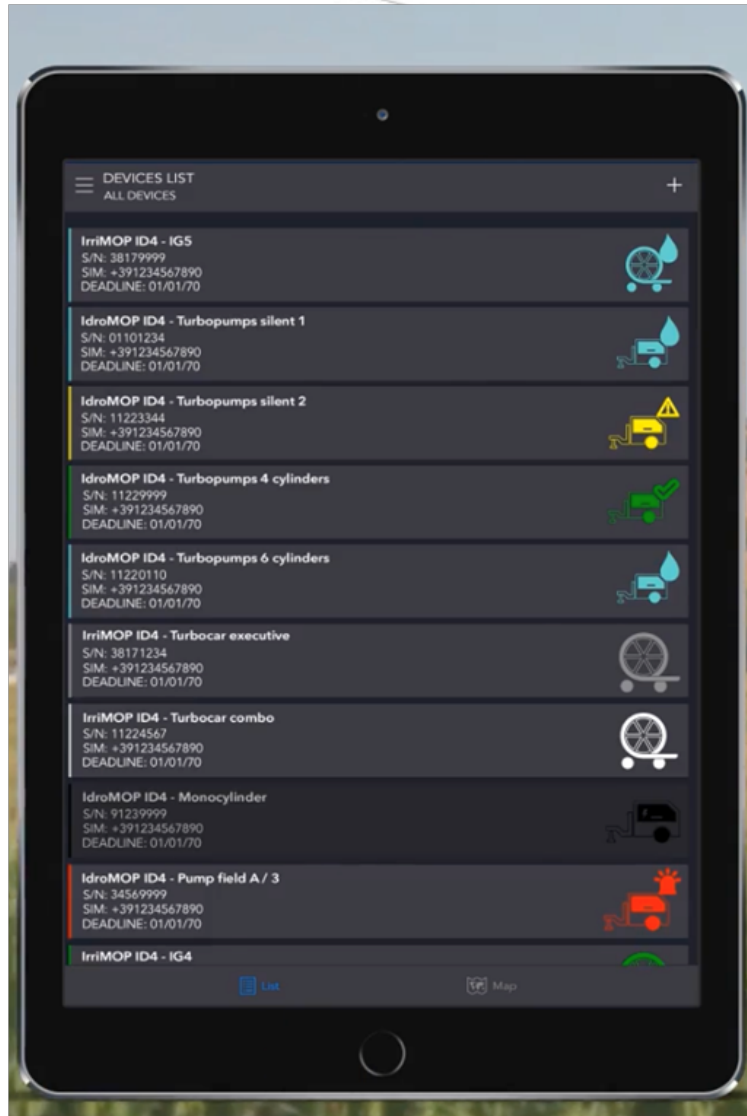 DEVICES LIST
ALL DEVICES
IrriMOP ID4 - IG5
S/N: 38179999
SIM: +391234567890
DEADLINE: 01/01/70
IdroMOP ID4 - Turbopumps silent 1
S/N: 01101234
SIM: +391234567890
DEADLINE: 01/01/70
IdroMOP ID4 - Turbopumps silent 2
S/N: 11223344
SIM: +391234567890
DEADLINE: 01/01/70
IdroMOP ID4 - Turbopumps 4 cylinders
S/N: 11229999
SIM: +391234567890
DEADLINE: 01/01/70
IdroMOP ID4 - Turbopumps 6 cylinders
S/N: 11220110
SIM: +391234567890
DEADLINE: 01/01/70
IrriMOP ID4 - Turbocar executive
S/N: 38171234
SIM: +391234567890
DEADLINE: 01/01/70
IrriMOP ID4 - Turbocar combo
S/N: 11224567
SIM: +391234567890
DEADLINE: 01/01/70
IdroMOP ID4 - Monocylinder
S/N: 91239999
SIM: +391234567890
DEADLINE: 01/01/70
IdroMOP ID4 - Pump field A / 3
S/N: 34569999
SIM: +391234567890
DEADLINE: 01/01/70
IrriMOP ID4 - IG4
List Map